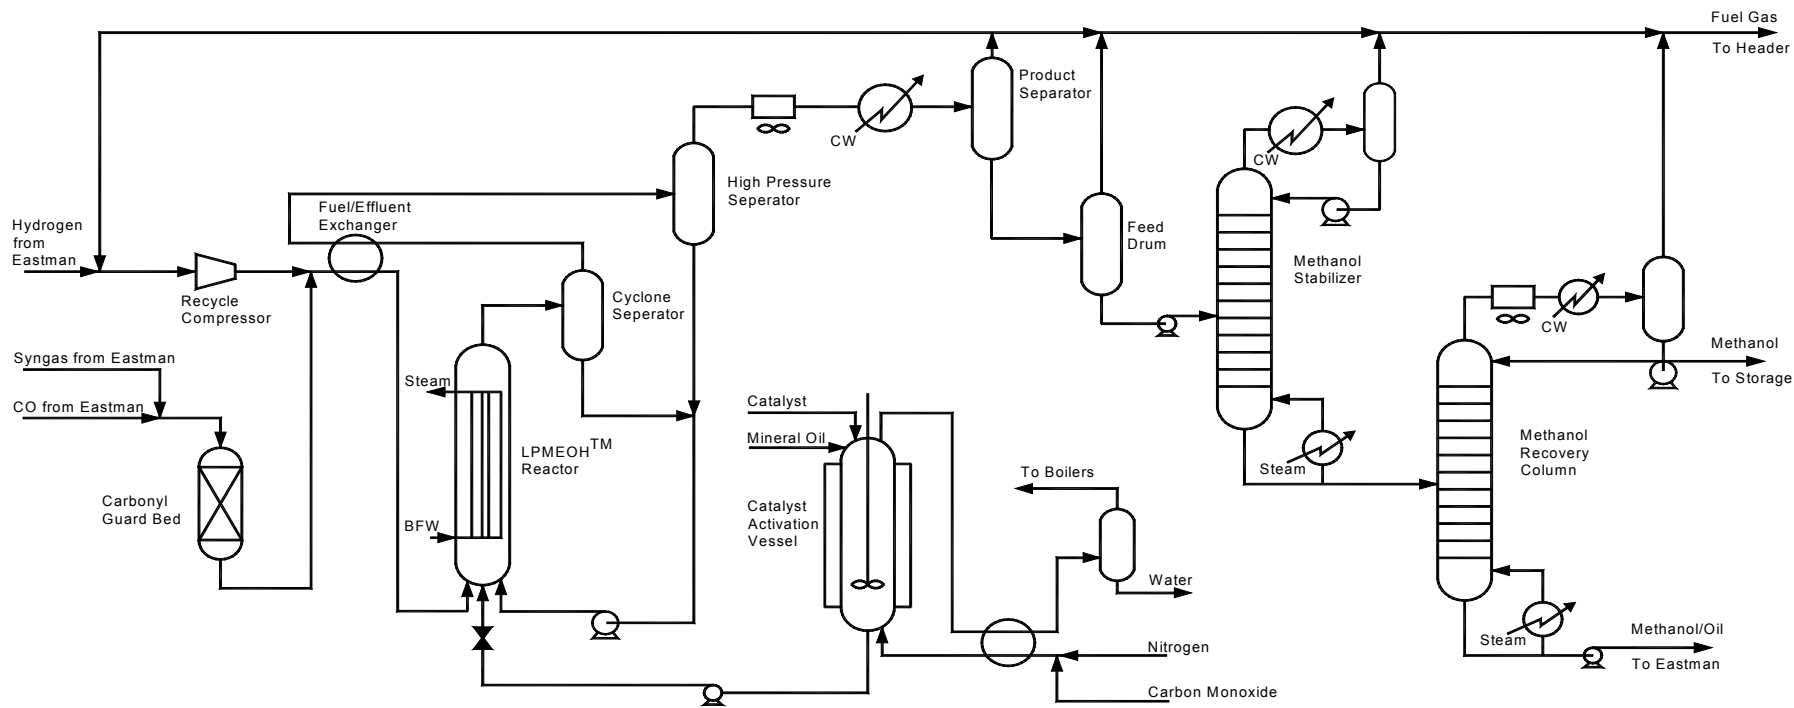 Fuel Gas
To Header
Product
Separator
CW
CW
High Pressure
Seperator
Fuel/Effluent
Exchanger
Hydrogen
from
Eastman
Feed
Drum
Methanol
Stabilizer
Recycle
Compressor
Cyclone
Seperator
CW
Methanol
To Storage
Syngas from Eastman
CO from Eastman
Steam
Catalyst
Mineral Oil
LPMEOH™
Reactor
Steam
To Boilers
Methanol
Recovery
Column
Carbonyl
Guard Bed
BFW
Catalyst
Activation
Vessel
Water
Nitrogen
Carbon Monoxide
Steam
Methanol/Oil
To Eastman